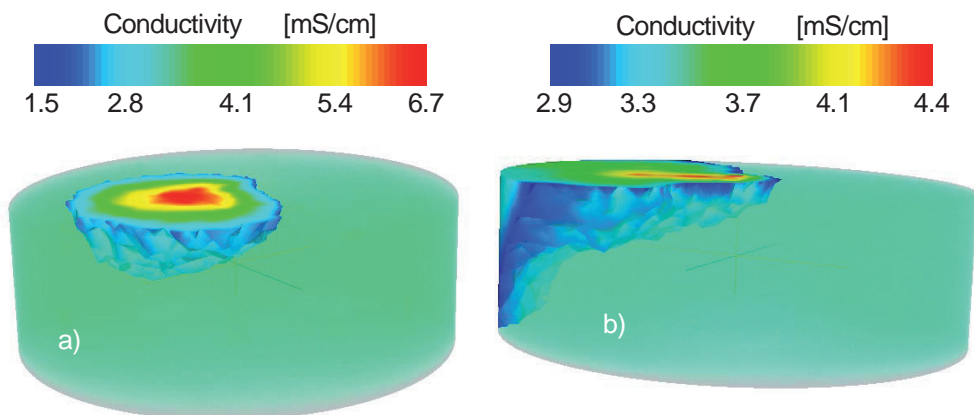 Conductivity [mS/cm]
1.5 2.8 4.1 5.4 6.7
Conductivity [mS/cm]
2.9 3.3 3.7 4.1 4.4
a)
b)